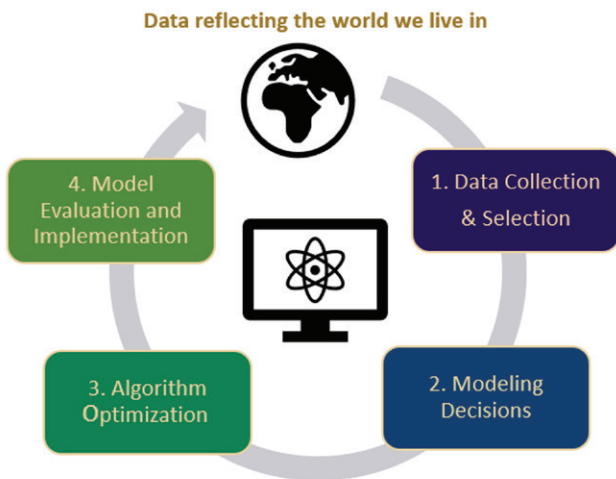 Data reflecting the world we live in
1. Data Collection
& Selection
2. Modeling
Decisions
3. Algorithm
Optimization
4. Model
Evaluation and
Implementation